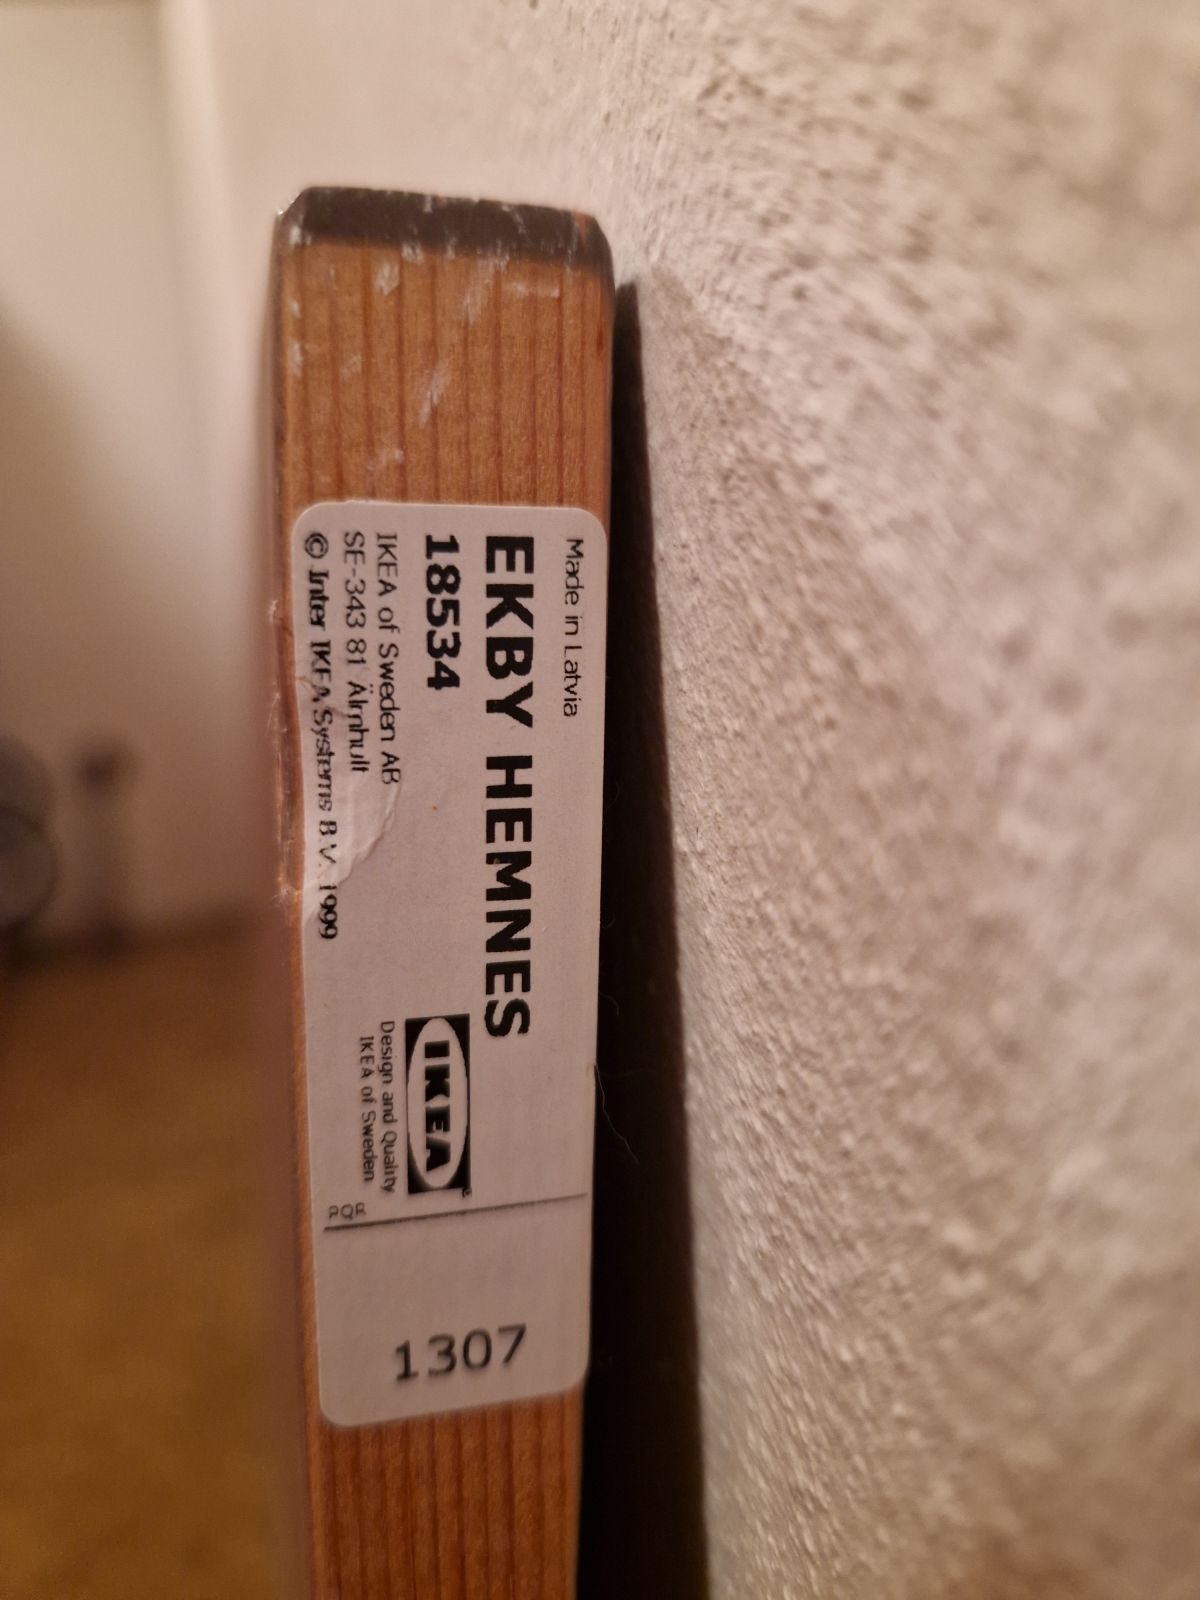 Made in Latvia
EKBY HEMNES
18534
IKEA of Sweden AB
SE-343 81 Älmhult
© Inter IKEA Systems B.V. 1999
IKEA®
Design and Quality
IKEA of Sweden
PQR
1307